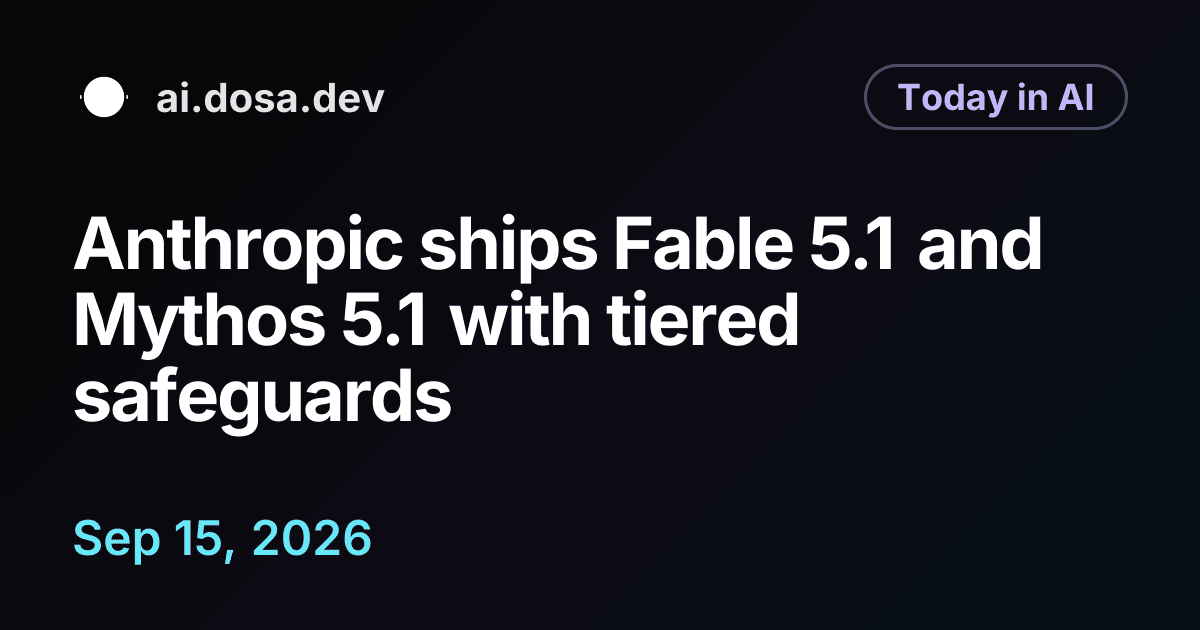 ai.dosa.dev
Today in AI
Anthropic ships Fable 5.1 and
Mythos 5.1 with tiered
safeguards
Sep 15, 2026